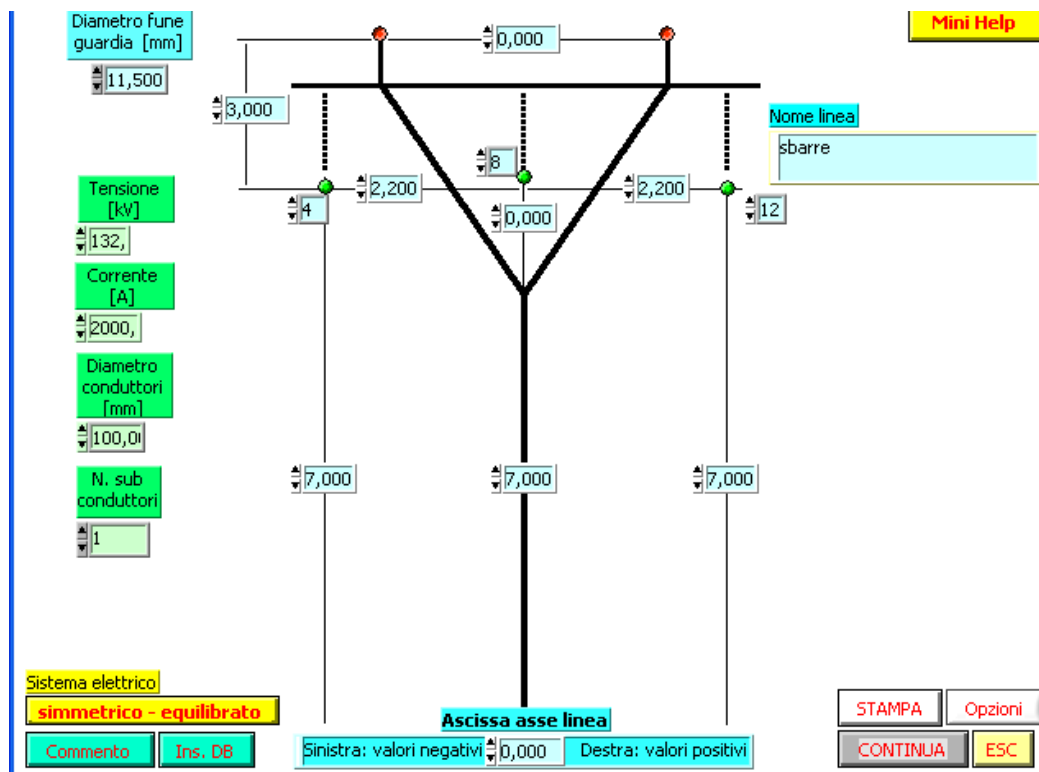 Diametro fune
guardia [mm]
11,500
0,000
Mini Help
3,000
Nome linea
sbarre
8
Tensione
[kV]
132,
2,200
2,200
4
0,000
12
Corrente
[A]
2000,
Diametro
conduttori
[mm]
100,0
N. sub
conduttori
1
7,000
7,000
7,000
Sistema elettrico
simmetrico - equilibrato
Commento
Ins. DB
Ascissa asse linea
Sinistra: valori negativi
0,000
Destra: valori positivi
STAMPA
Opzioni
CONTINUA
ESC